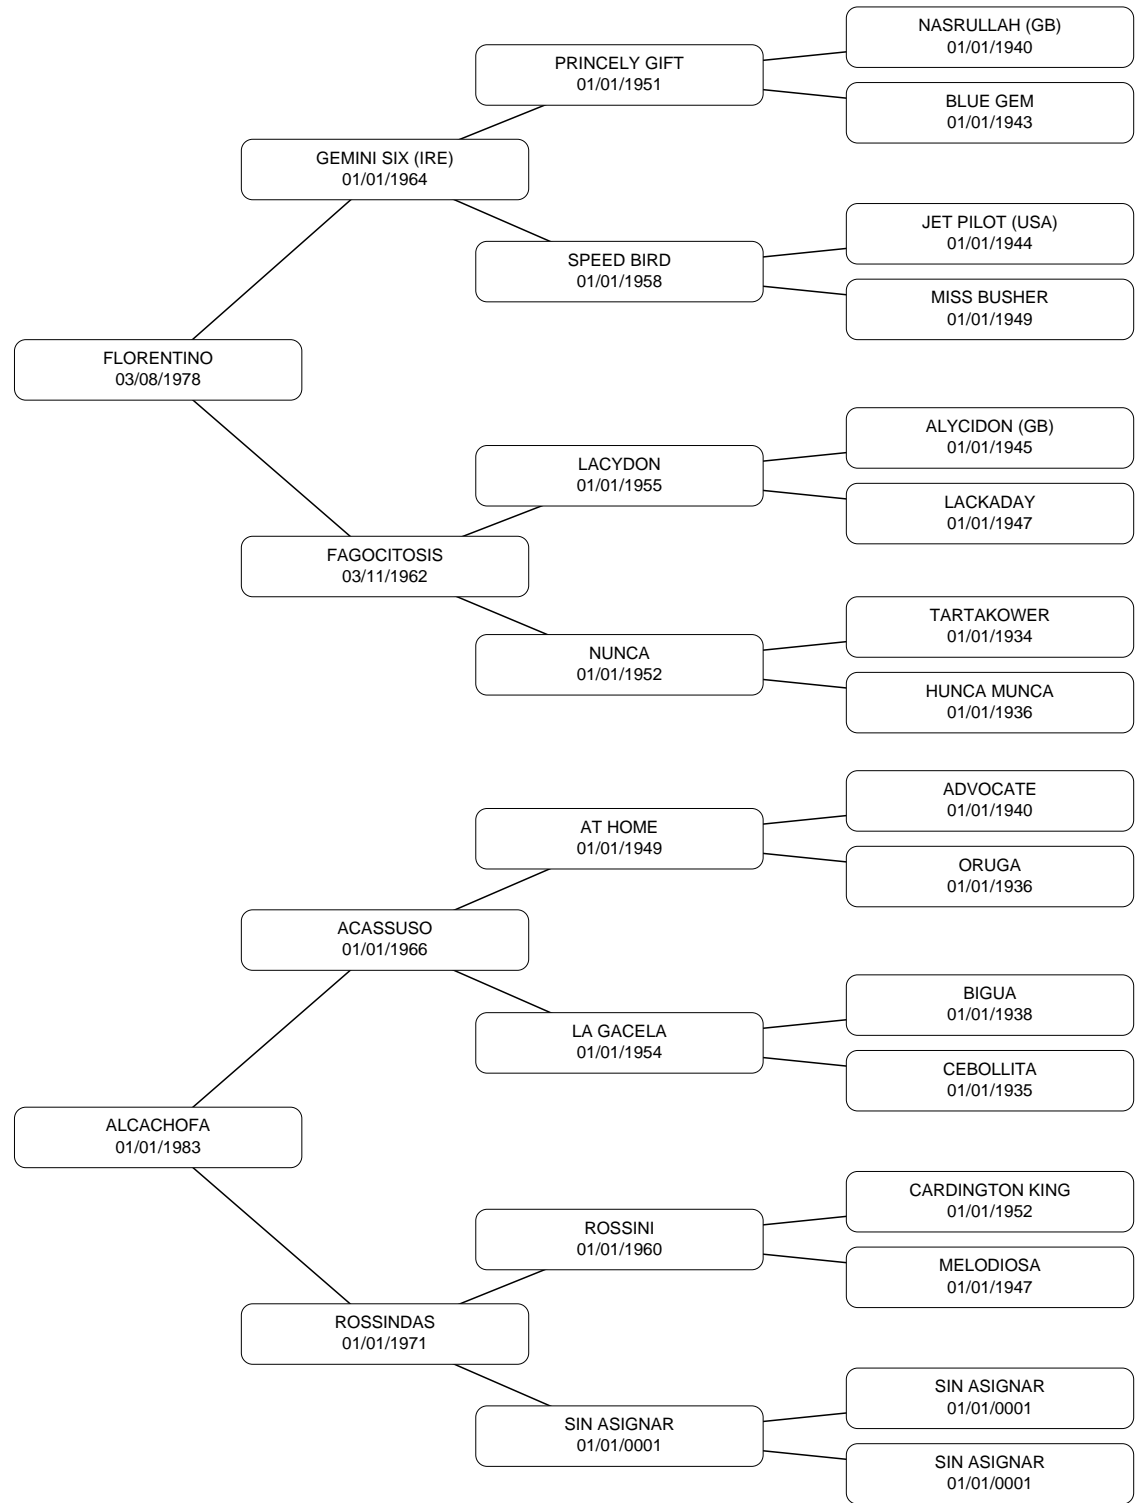 NASRULLAH (GB)
01/01/1940
PRINCELY GIFT
01/01/1951
BLUE GEM
01/01/1943
GEMINI SIX (IRE)
01/01/1964
JET PILOT (USA)
01/01/1944
SPEED BIRD
01/01/1958
MISS BUSHER
01/01/1949
FLORENTINO
03/08/1978
ALYCIDON (GB)
01/01/1945
LACYDON
01/01/1955
LACKADAY
01/01/1947
FAGOCITOSIS
03/11/1962
TARTAKOWER
01/01/1934
NUNCA
01/01/1952
HUNCA MUNCA
01/01/1936
ADVOCATE
01/01/1940
AT HOME
01/01/1949
ORUGA
01/01/1936
ACASSUSO
01/01/1966
BIGUA
01/01/1938
LA GACELA
01/01/1954
CEBOLLITA
01/01/1935
ALCACHOFA
01/01/1983
CARDINGTON KING
01/01/1952
ROSSINI
01/01/1960
MELODIOSA
01/01/1947
ROSSINDAS
01/01/1971
SIN ASIGNAR
01/01/0001
SIN ASIGNAR
01/01/0001
SIN ASIGNAR
01/01/0001